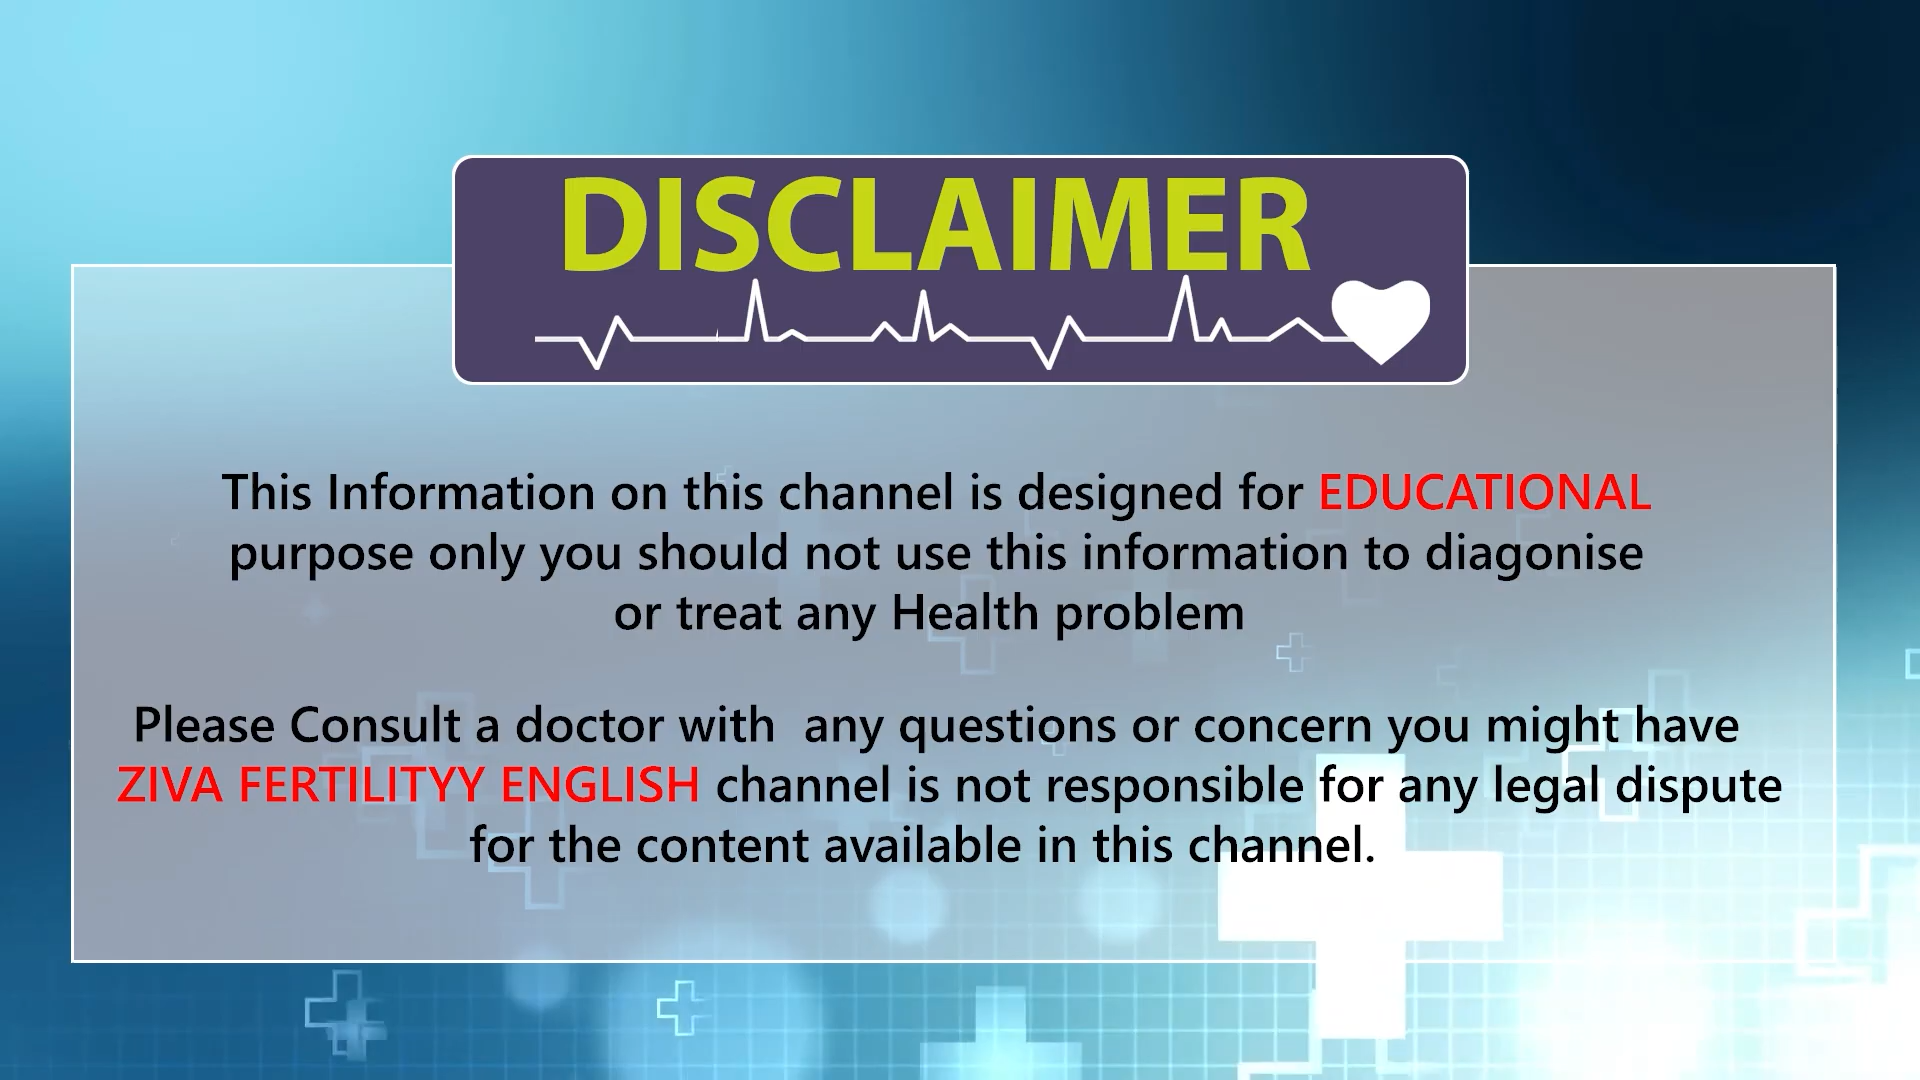 DISCLAIMER
This Information on this channel is designed for EDUCATIONAL
purpose only you should not use this information to diagonise
or treat any Health problem
Please Consult a doctor with  any questions or concern you might have
ZIVA FERTILITYY ENGLISH channel is not responsible for any legal dispute
for the content available in this channel.